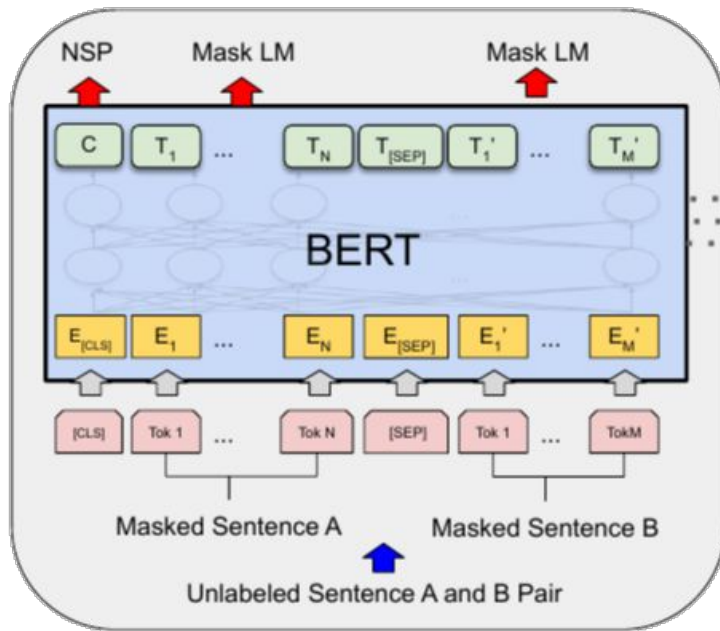 NSP Mask LM Mask LM
C T1 ... TN T[SEP] T1' ... TM'
BERT
E[CLS] E1 ... EN E[SEP] E1' ... EM'
[CLS] Tok 1 ... Tok N [SEP] Tok 1 ... TokM
Masked Sentence A Masked Sentence B
Unlabeled Sentence A and B Pair